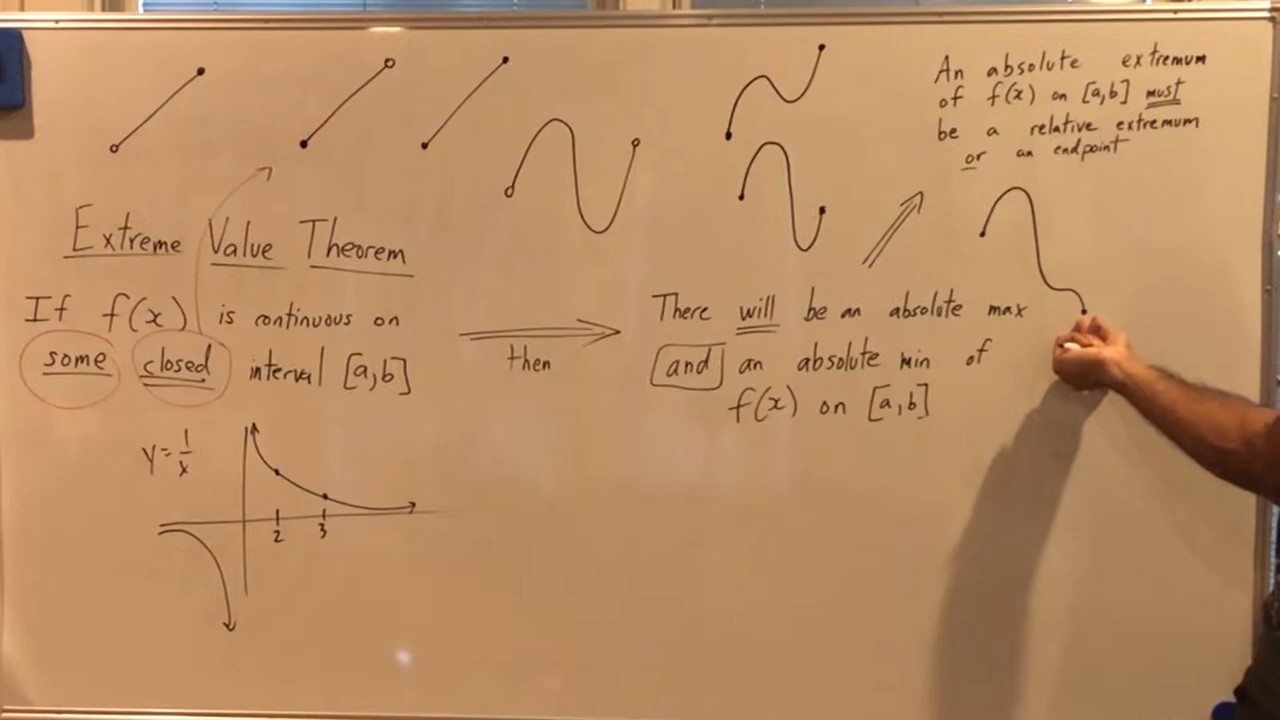 An absolute extremum
of f(x) on [a,b] must
be a relative extremum
or an endpoint
Extreme Value Theorem
If f(x) is continuous on
some closed interval [a,b]
then
There will be an absolute max
and an absolute min of
f(x) on [a,b]
y = 1/x
2 3